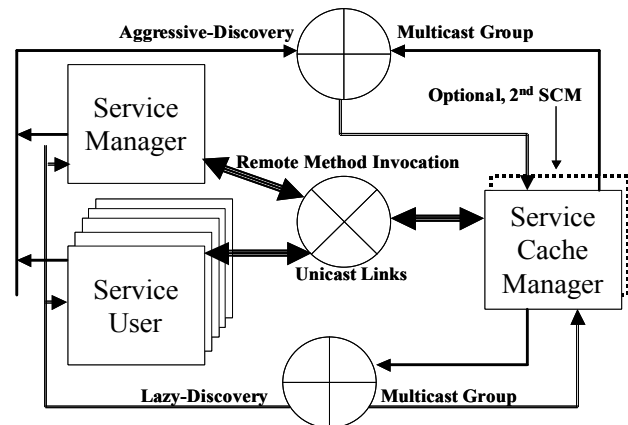 Aggressive-Discovery
Multicast Group
Optional, 2nd SCM
Service
Manager
Remote Method Invocation
Service
Cache
Manager
Unicast Links
Service
User
Lazy-Discovery
Multicast Group